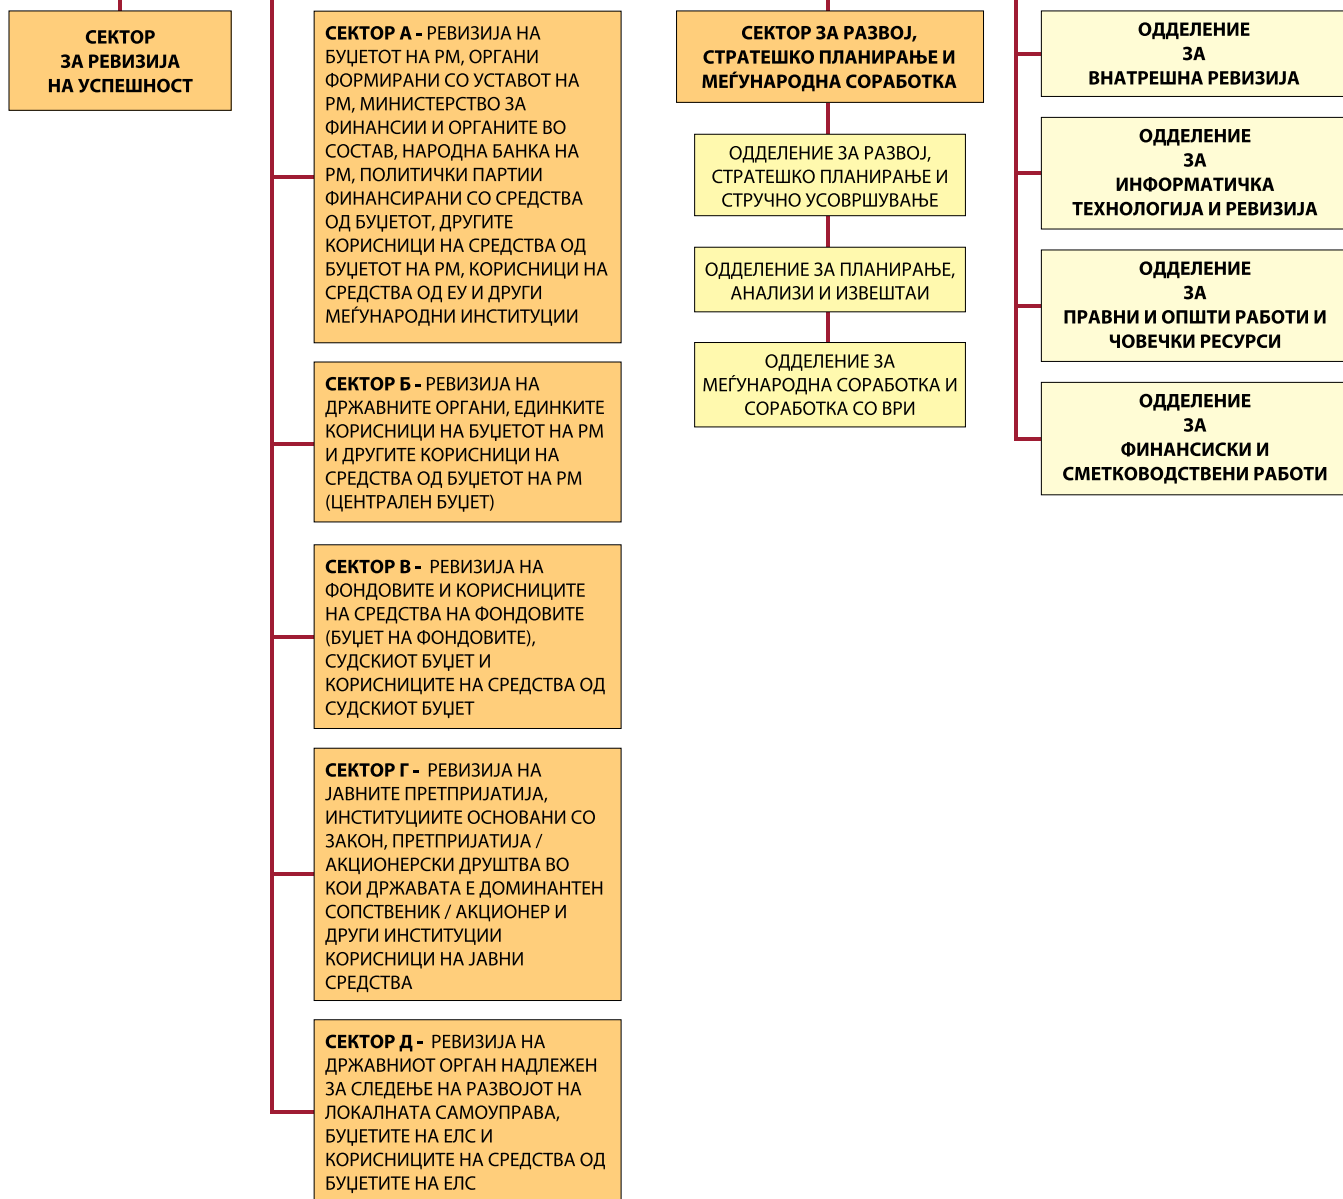 СЕКТОР
ЗА РЕВИЗИЈА
НА УСПЕШНОСТ
СЕКТОР А - РЕВИЗИЈА НА
БУЏЕТОТ НА РМ, ОРГАНИ
ФОРМИРАНИ СО УСТАВОТ НА
РМ, МИНИСТЕРСТВО ЗА
ФИНАНСИИ И ОРГАНИТЕ ВО
СОСТАВ, НАРОДНА БАНКА НА
РМ, ПОЛИТИЧКИ ПАРТИИ
ФИНАНСИРАНИ СО СРЕДСТВА
ОД БУЏЕТОТ, ДРУГИТЕ
КОРИСНИЦИ НА СРЕДСТВА ОД
БУЏЕТОТ НА РМ, КОРИСНИЦИ НА
СРЕДСТВА ОД ЕУ И ДРУГИ
МЕЃУНАРОДНИ ИНСТИТУЦИИ
СЕКТОР Б - РЕВИЗИЈА НА
ДРЖАВНИТЕ ОРГАНИ, ЕДИНКИТЕ
КОРИСНИЦИ НА БУЏЕТОТ НА РМ
И ДРУГИТЕ КОРИСНИЦИ НА
СРЕДСТВА ОД БУЏЕТОТ НА РМ
(ЦЕНТРАЛЕН БУЏЕТ)
СЕКТОР В - РЕВИЗИЈА НА
ФОНДОВИТЕ И КОРИСНИЦИТЕ
НА СРЕДСТВА НА ФОНДОВИТЕ
(БУЏЕТ НА ФОНДОВИТЕ),
СУДСКИОТ БУЏЕТ И
КОРИСНИЦИТЕ НА СРЕДСТВА ОД
СУДСКИОТ БУЏЕТ
СЕКТОР Г - РЕВИЗИЈА НА
ЈАВНИТЕ ПРЕТПРИЈАТИЈА,
ИНСТИТУЦИИТЕ ОСНОВАНИ СО
ЗАКОН, ПРЕТПРИЈАТИЈА /
АКЦИОНЕРСКИ ДРУШТВА ВО
КОИ ДРЖАВАТА Е ДОМИНАНТЕН
СОПСТВЕНИК / АКЦИОНЕР И
ДРУГИ ИНСТИТУЦИИ
КОРИСНИЦИ НА ЈАВНИ
СРЕДСТВА
СЕКТОР Д - РЕВИЗИЈА НА
ДРЖАВНИОТ ОРГАН НАДЛЕЖЕН
ЗА СЛЕДЕЊЕ НА РАЗВОЈОТ НА
ЛОКАЛНАТА САМОУПРАВА,
БУЏЕТИТЕ НА ЕЛС И
КОРИСНИЦИТЕ НА СРЕДСТВА ОД
БУЏЕТИТЕ НА ЕЛС
СЕКТОР ЗА РАЗВОЈ,
СТРАТЕШКО ПЛАНИРАЊЕ И
МЕЃУНАРОДНА СОРАБОТКА
ОДДЕЛЕНИЕ ЗА РАЗВОЈ,
СТРАТЕШКО ПЛАНИРАЊЕ И
СТРУЧНО УСОВРШУВАЊЕ
ОДДЕЛЕНИЕ ЗА ПЛАНИРАЊЕ,
АНАЛИЗИ И ИЗВЕШТАИ
ОДДЕЛЕНИЕ ЗА
МЕЃУНАРОДНА СОРАБОТКА И
СОРАБОТКА СО ВРИ
ОДДЕЛЕНИЕ
ЗА
ВНАТРЕШНА РЕВИЗИЈА
ОДДЕЛЕНИЕ
ЗА
ИНФОРМАТИЧКА
ТЕХНОЛОГИЈА И РЕВИЗИЈА
ОДДЕЛЕНИЕ
ЗА
ПРАВНИ И ОПШТИ РАБОТИ И
ЧОВЕЧКИ РЕСУРСИ
ОДДЕЛЕНИЕ
ЗА
ФИНАНСИСКИ И
СМЕТКОВОДСТВЕНИ РАБОТИ